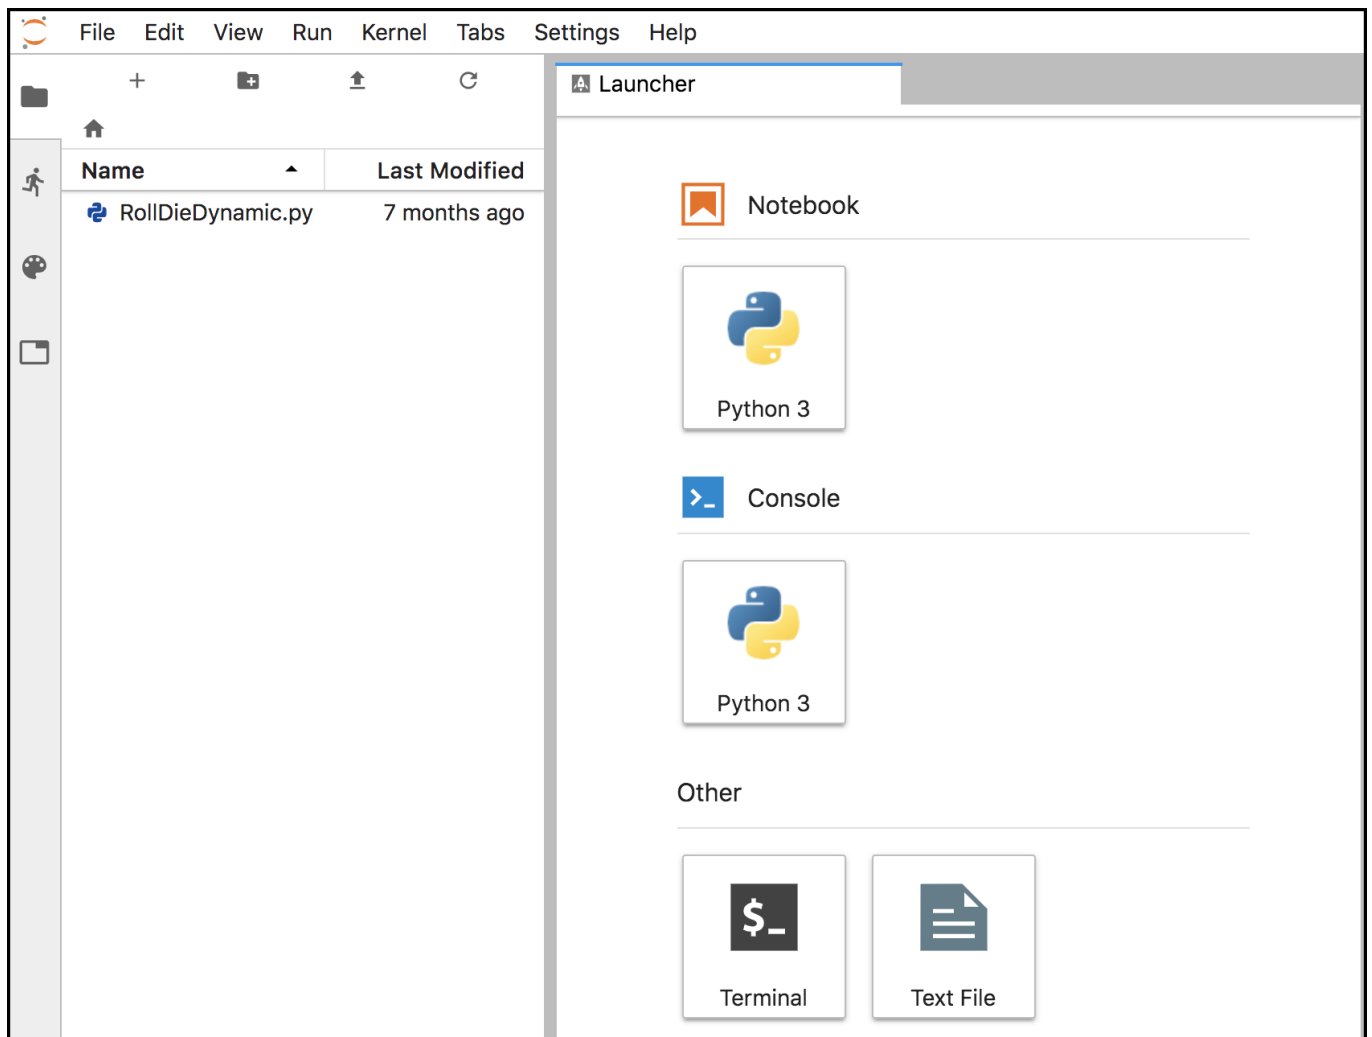 File Edit View Run Kernel Tabs Settings Help
Launcher
Name Last Modified
RollDieDynamic.py 7 months ago
Notebook
Python 3
Console
Python 3
Other
$_
Terminal Text File